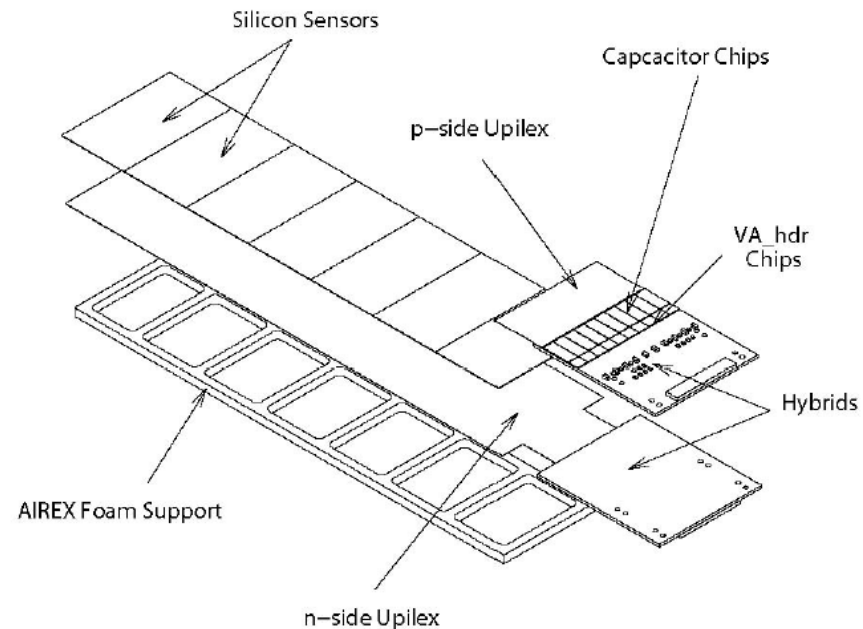 Silicon Sensors
Capcacitor Chips
p-side Upilex
VA_hdr
Chips
Hybrids
AIREX Foam Support
n-side Upilex